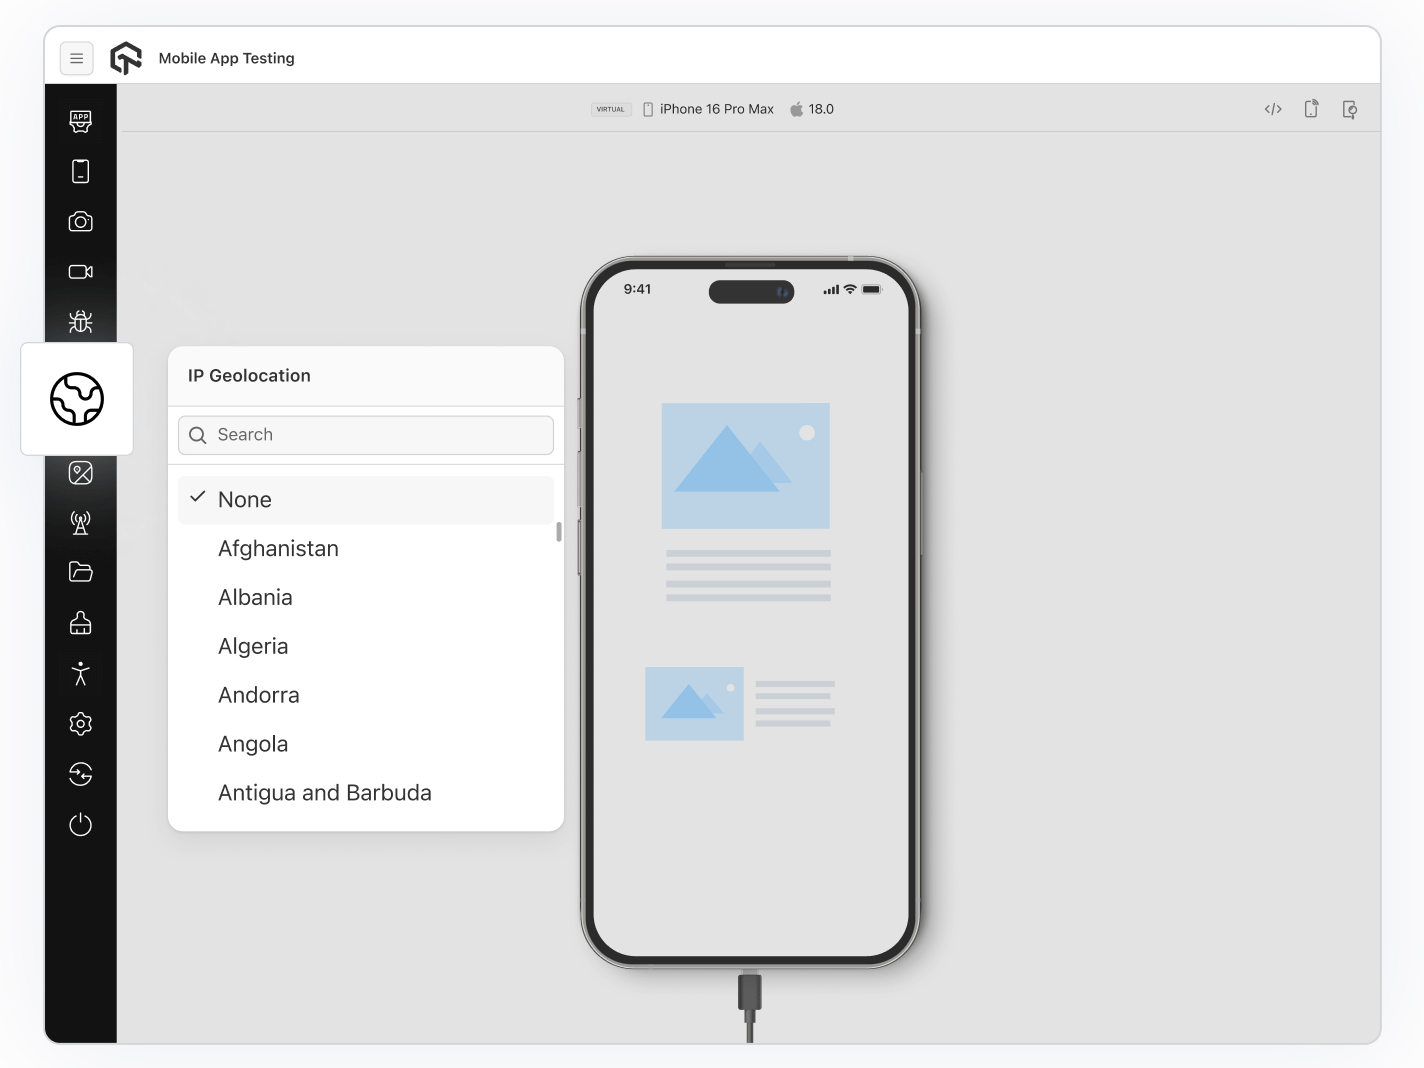 Mobile App Testing
VIRTUAL
iPhone 16 Pro Max
18.0
APP
9:41
IP Geolocation
Search
None
Afghanistan
Albania
Algeria
Andorra
Angola
Antigua and Barbuda